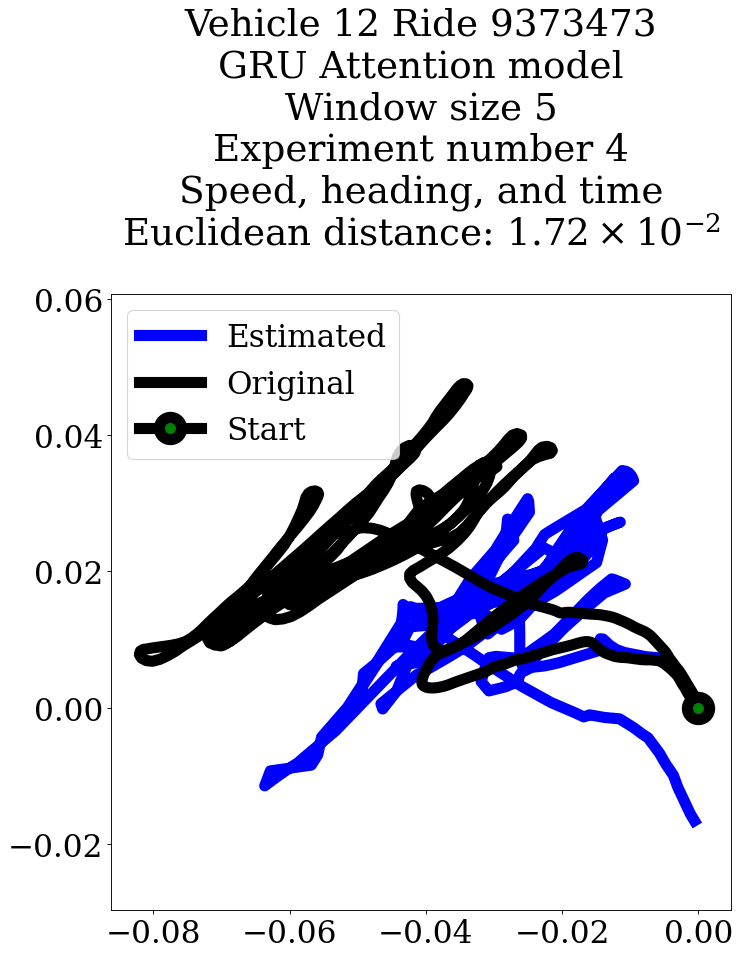 Vehicle 12 Ride 9373473
GRU Attention model
Window size 5
Experiment number 4
Speed, heading, and time
Euclidean distance: 1.72 × 10⁻²
0.06
Estimated
Original
0.04
Start
0.02
0.00
−0.02
−0.08 −0.06 −0.04 −0.02 0.00